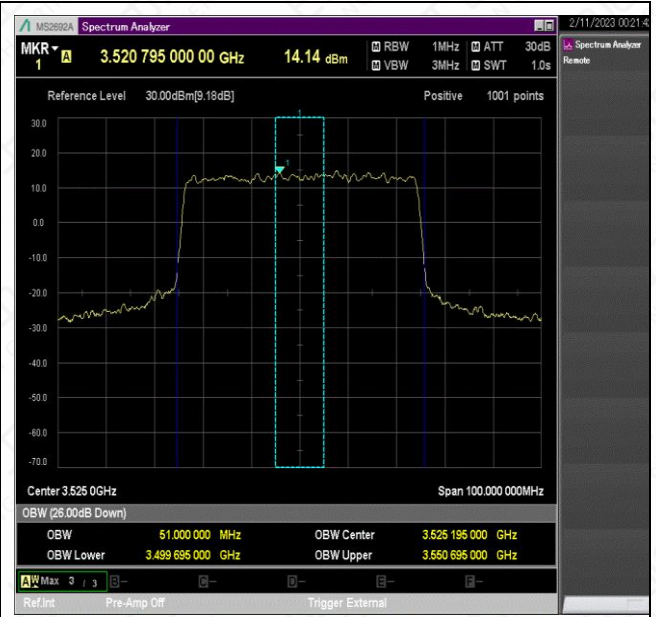 MS2692A Spectrum Analyzer
2/11/2023 00:21:42
MKR 1 A 3.520 795 000 00 GHz 14.14 dBm
M RBW 1MHz M ATT 30dB
M VBW 3MHz M SWT 1.0s
Spectrum Analyzer
Remote
Reference Level 30.00dBm[9.18dB] Positive 1001 points
1
30.0
20.0
1
10.0
0.0
-10.0
-20.0
-30.0
-40.0
-50.0
-60.0
-70.0
Center 3.525 0GHz Span 100.000 000MHz
OBW (26.00dB Down)
OBW 51.000 000 MHz OBW Center 3.525 195 000 GHz
OBW Lower 3.499 695 000 GHz OBW Upper 3.550 695 000 GHz
A W Max 3 / 3 B- C- D- E- F-
Ref.Int Pre-Amp Off Trigger External